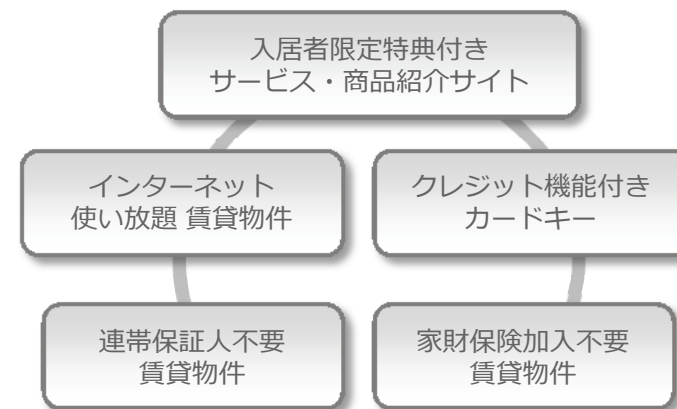 入居者限定特典付き
サービス・商品紹介サイト
インターネット
使い放題 賃貸物件
クレジット機能付き
カードキー
連帯保証人不要
賃貸物件
家財保険加入不要
賃貸物件